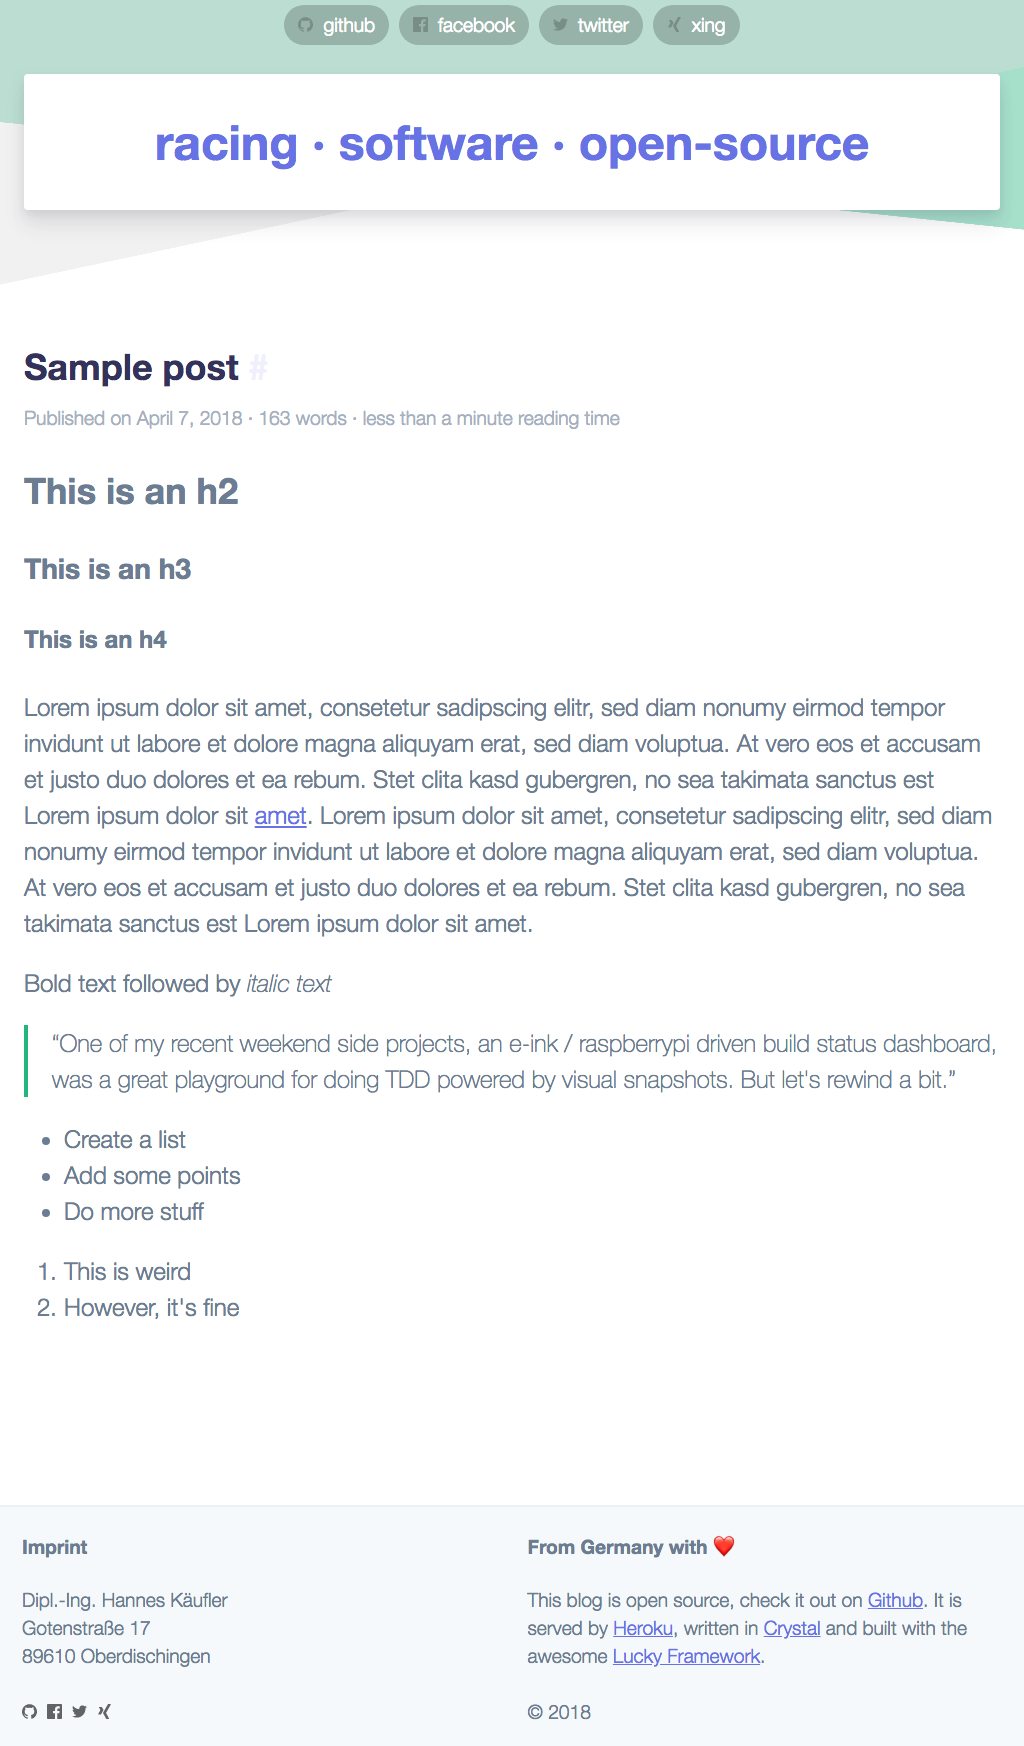 github facebook twitter xing
racing · software · open-source
Sample post #
Published on April 7, 2018 · 163 words · less than a minute reading time
This is an h2
This is an h3
This is an h4
Lorem ipsum dolor sit amet, consetetur sadipscing elitr, sed diam nonumy eirmod tempor
invidunt ut labore et dolore magna aliquyam erat, sed diam voluptua. At vero eos et accusam
et justo duo dolores et ea rebum. Stet clita kasd gubergren, no sea takimata sanctus est
Lorem ipsum dolor sit amet. Lorem ipsum dolor sit amet, consetetur sadipscing elitr, sed diam
nonumy eirmod tempor invidunt ut labore et dolore magna aliquyam erat, sed diam voluptua.
At vero eos et accusam et justo duo dolores et ea rebum. Stet clita kasd gubergren, no sea
takimata sanctus est Lorem ipsum dolor sit amet.
Bold text followed by italic text
“One of my recent weekend side projects, an e-ink / raspberrypi driven build status dashboard,
was a great playground for doing TDD powered by visual snapshots. But let's rewind a bit.”
• Create a list
• Add some points
• Do more stuff
1. This is weird
2. However, it's fine
Imprint
Dipl.-Ing. Hannes Käufler
Gotenstraße 17
89610 Oberdischingen
From Germany with ❤️
This blog is open source, check it out on Github. It is
served by Heroku, written in Crystal and built with the
awesome Lucky Framework.
© 2018